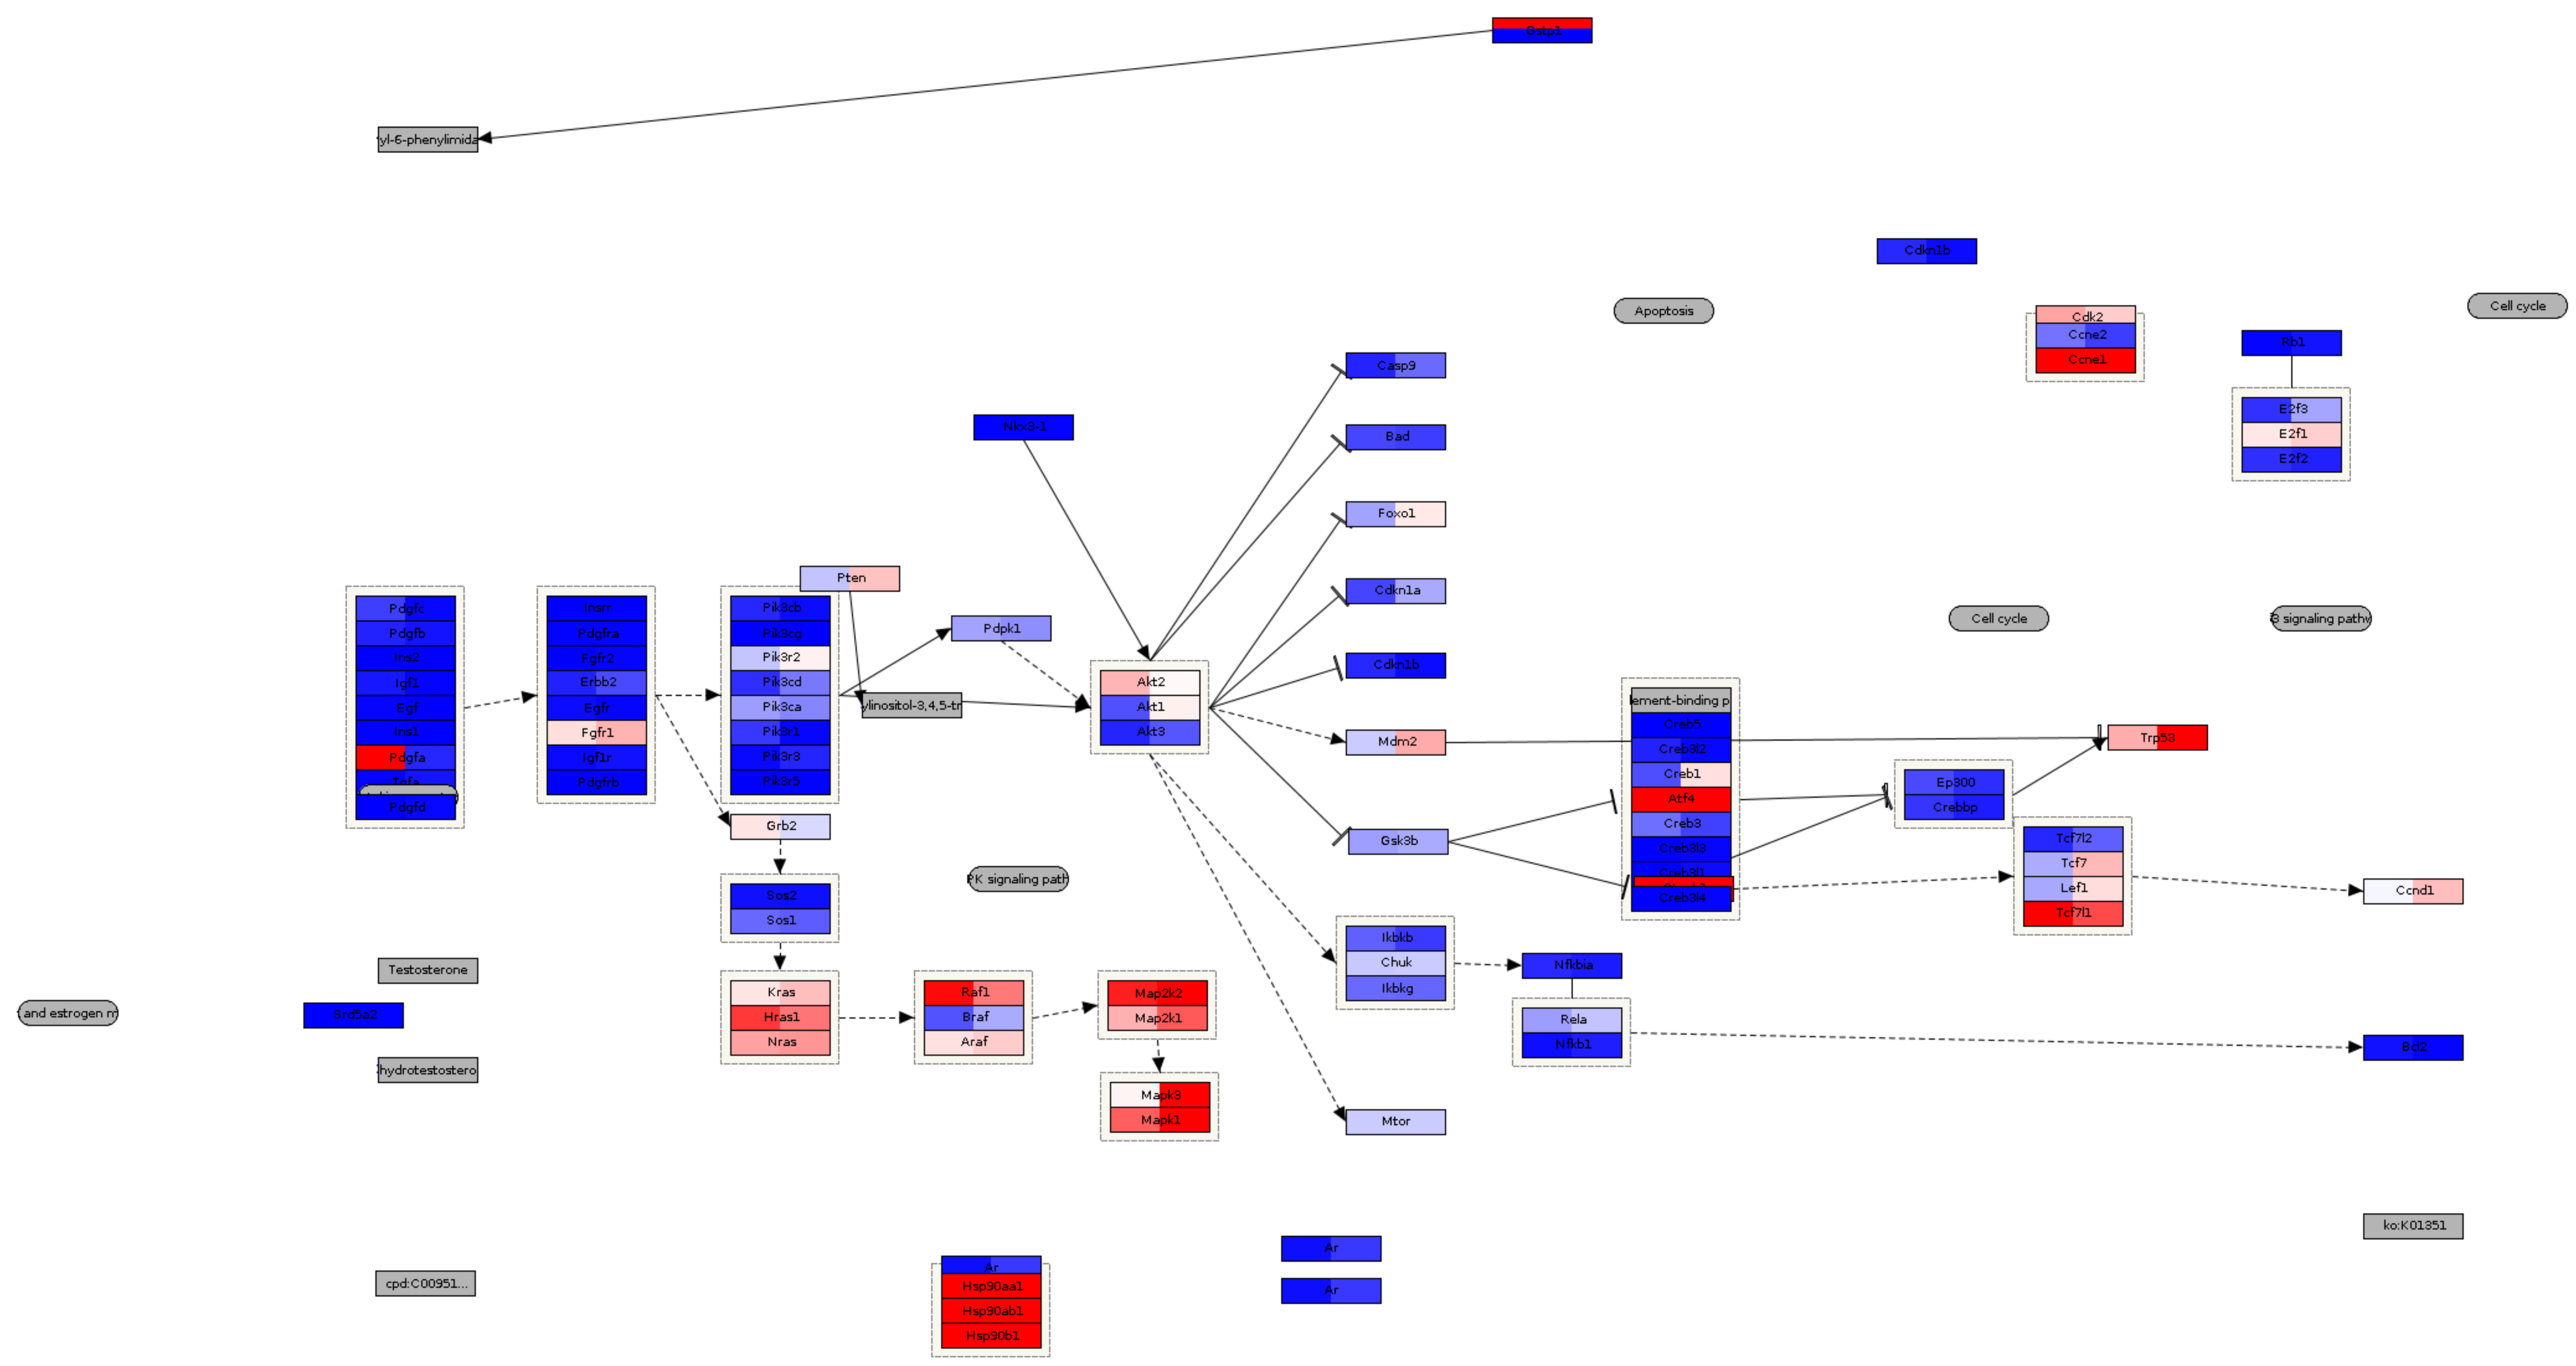 Gstp1
yl-6-phenylimida
Cdkn1b
Apoptosis
Cell cycle
Cdk2
Ccne2
Ccne1
Rb1
E2f3
E2f1
E2f2
Casp9
Nkx3-1
Bad
Foxo1
Pten
Cdkn1a
Pdgfc
Pdgfb
Ins2
Igf1
Egf
Ins1
Pdgfa
Tgfa
Pdgfd
Insrr
Pdgfra
Fgfr2
Erbb2
Egfr
Fgfr1
Igf1r
Pdgfrb
Pik3cb
Pik3cg
Pik3r2
Pik3cd
Pik3ca
Pik3r1
Pik3r3
Pik3r5
Pdpk1
ylinositol-3,4,5-tr
Akt2
Akt1
Akt3
Cdkn1b
Mdm2
Gsk3b
Cell cycle
3 signaling pathw
lement-binding p
Creb5
Creb3l2
Creb1
Atf4
Creb3
Creb3l3
Creb3l1
Creb3l4
Trp53
Ep300
Crebbp
Tcf7l2
Tcf7
Lef1
Tcf7l1
Ccnd1
Grb2
Sos2
Sos1
PK signaling path
Ikbkb
Chuk
Ikbkg
Nfkbia
Rela
Nfkb1
Bcl2
Testosterone
and estrogen m
Srd5a2
hydrotestostero
Kras
Hras1
Nras
Raf1
Braf
Araf
Map2k2
Map2k1
Mapk3
Mapk1
Mtor
ko:K01351
cpd:C00951...
Ar
Hsp90aa1
Hsp90ab1
Hsp90b1
Ar
Ar